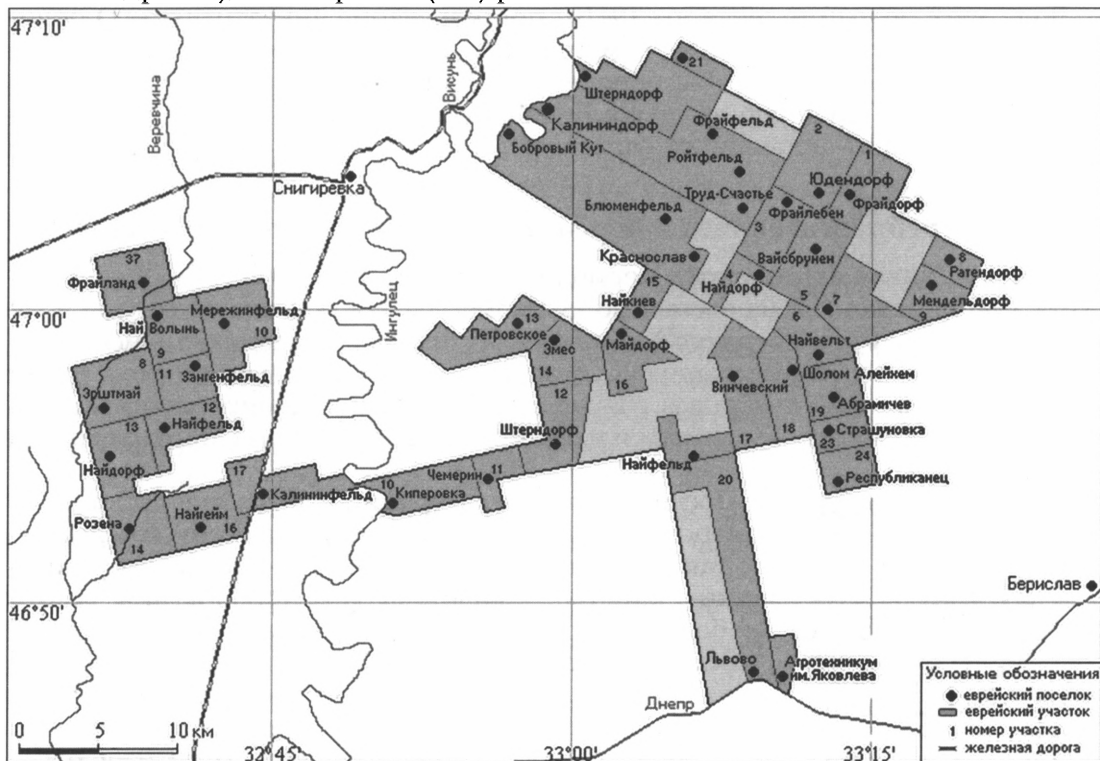 47°10'
21
Штерндорф
Висунь
Веревчина
Калининдорф
Фрайфельд
2
1
Бобровый Кут
Ройтфельд
Снигиревка
Юдендорф
Труд-Счастье
Фрайдорф
Блюменфельд
Фрайлебен
3
37
Краснослав
Вайсбрунен
8
Фрайланд
15
4
Ратендорф
Найдорф
Мендельдорф
Найкиев
5
7
9
47°00'
Най. Волынь
Мережинфельд
Ингулец
13
6
10
Петровское
Эмес
Майдорф
Найвельт
9
8
11
Зангенфельд
14
16
Винчевский
Шолом Алейхем
Эрштмай
12
12
19
Абрамичев
13
Найфельд
Штерндорф
17
18
Страшуновка
23
Найдорф
Найфельд
24
17
Чемерин
11
Республиканец
Калининфельд
10
Киперовка
20
Розена
Найгейм
16
14
46°50'
Берислав
Львово
Агротехникум
им.Яковлева
Днепр
Условные обозначения
еврейский поселок
еврейский участок
1 номер участка
железная дорога
0 5 10 км
32°45'
33°00'
33°15'